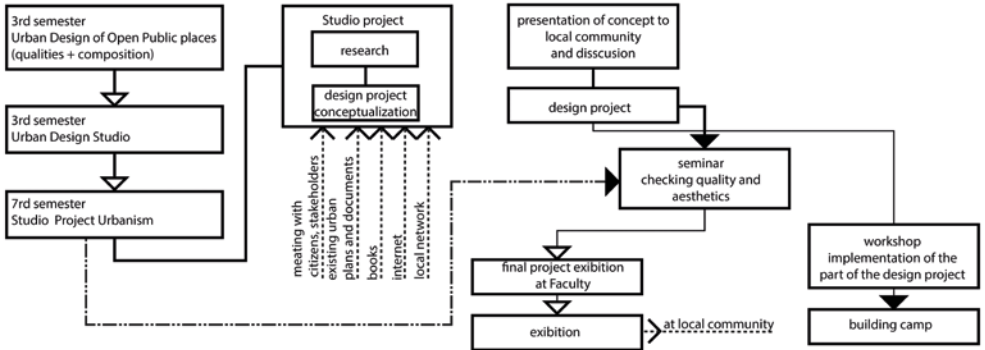 3rd semester
Urban Design of Open Public places
(qualities + composition)
3rd semester
Urban Design Studio
7rd semester
Studio Project Urbanism
Studio project
research
design project
conceptualization
meating with
citizens, stakeholders
existing urban
plans and documents
books
internet
local network
presentation of concept to
local community
and disscusion
design project
seminar
checking quality and
aesthetics
final project exibition
at Faculty
exibition
at local community
workshop
implementation of the
part of the design project
building camp